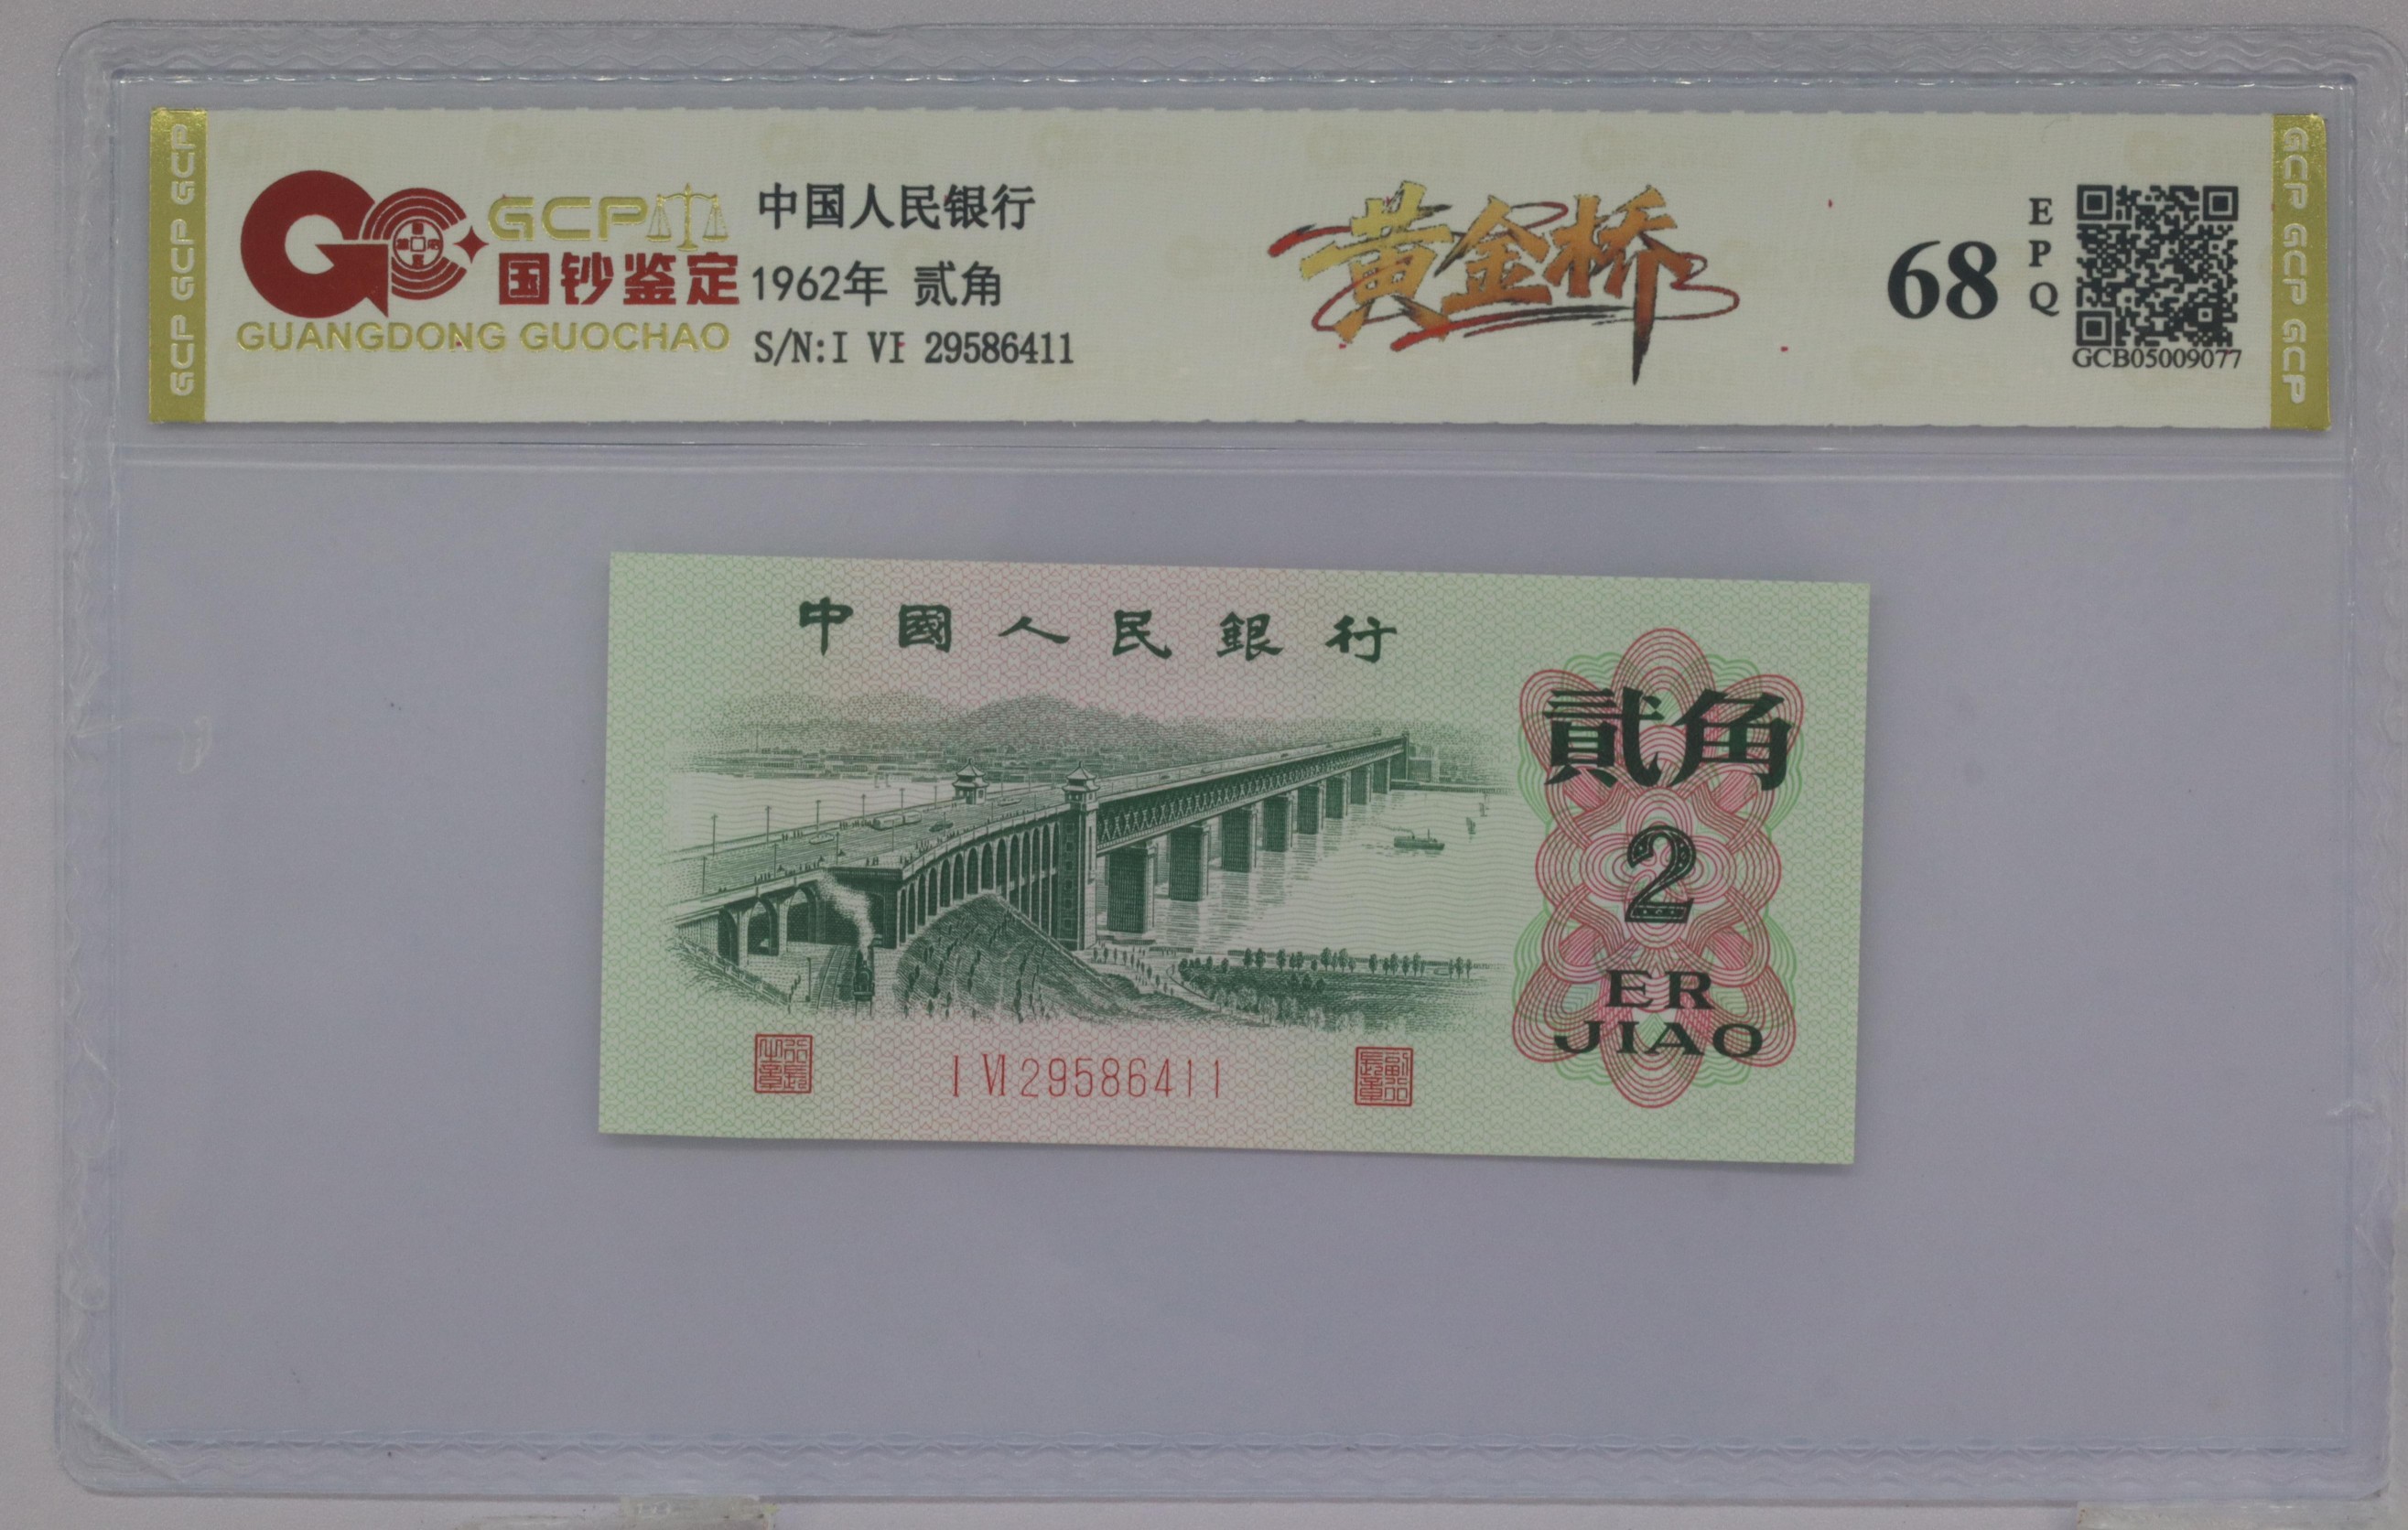 GCP GCP GCP
GCP
国钞鉴定
GUANGDONG GUOCHAO
中国人民银行
1962年 贰角
S/N:I VI 29586411
黄金桥
68
EPQ
GCB05009077
GCP GCP GCP
中國人民銀行
貳角
2
ER
JIAO
I VI 29586411